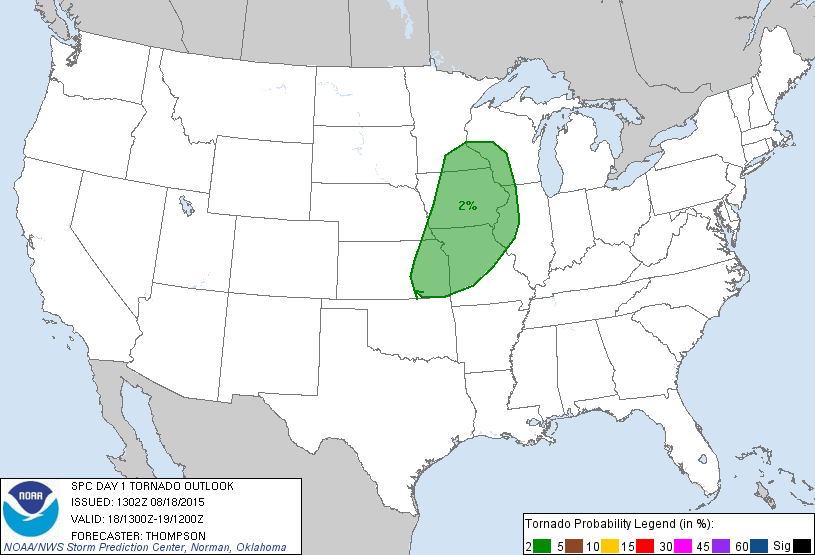 2%
SPC DAY 1 TORNADO OUTLOOK
ISSUED: 1302Z 08/18/2015
VALID: 18/1300Z-19/1200Z
FORECASTER: THOMPSON
NOAA/NWS Storm Prediction Center, Norman, Oklahoma
NOAA
Tornado Probability Legend (in %):
2 5 10 15 30 45 60 Sig